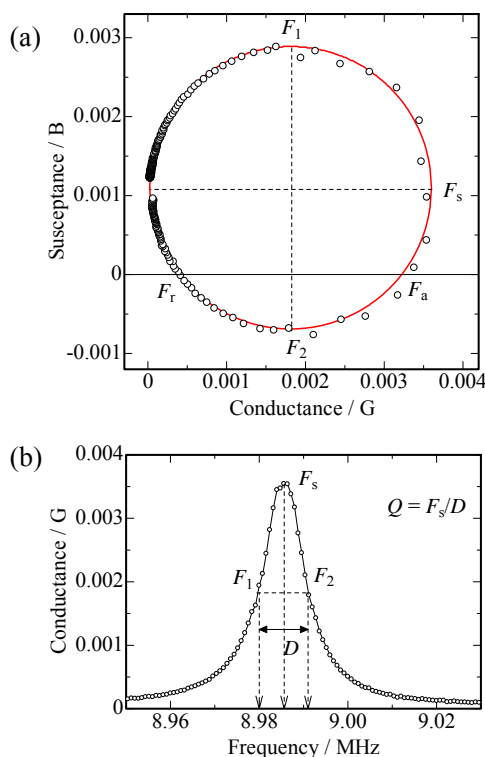 (a)
0.003
0.002
0.001
0
-0.001
Susceptance / B
F₁
Fₛ
Fᵣ
Fₐ
F₂
0
0.001
0.002
0.003
0.004
Conductance / G
(b)
0.004
0.003
0.002
0.001
0
Conductance / G
Fₛ
Q = Fₛ/D
F₁
F₂
D
8.96
8.98
9.00
9.02
Frequency / MHz